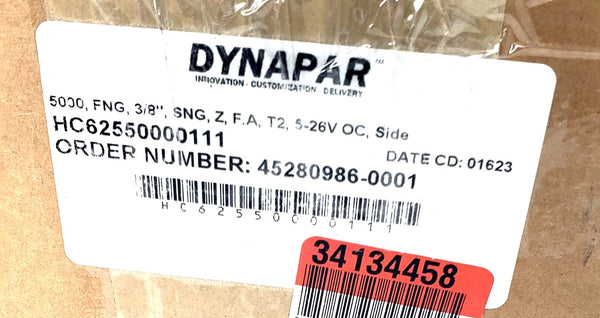 DYNAPAR™
INNOVATION - CUSTOMIZATION - DELIVERY
5000, FNG, 3/8", SNG, Z, F.A, T2, 5-26V OC, Side
HC62550000111
DATE CD: 01623
ORDER NUMBER: 45280986-0001
HC62550000111
34134458